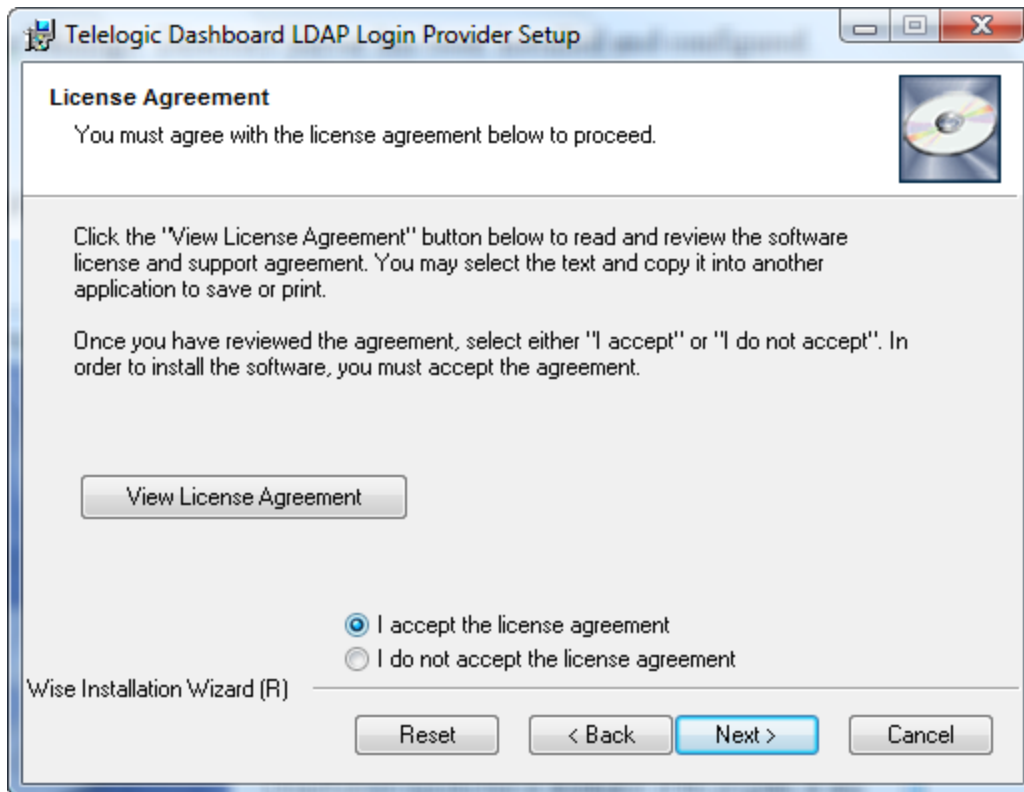 Telelogic Dashboard LDAP Login Provider Setup
License Agreement
You must agree with the license agreement below to proceed.
Click the "View License Agreement" button below to read and review the software
license and support agreement. You may select the text and copy it into another
application to save or print.
Once you have reviewed the agreement, select either "I accept" or "I do not accept". In
order to install the software, you must accept the agreement.
View License Agreement
I accept the license agreement
I do not accept the license agreement
Wise Installation Wizard (R)
Reset
< Back
Next >
Cancel